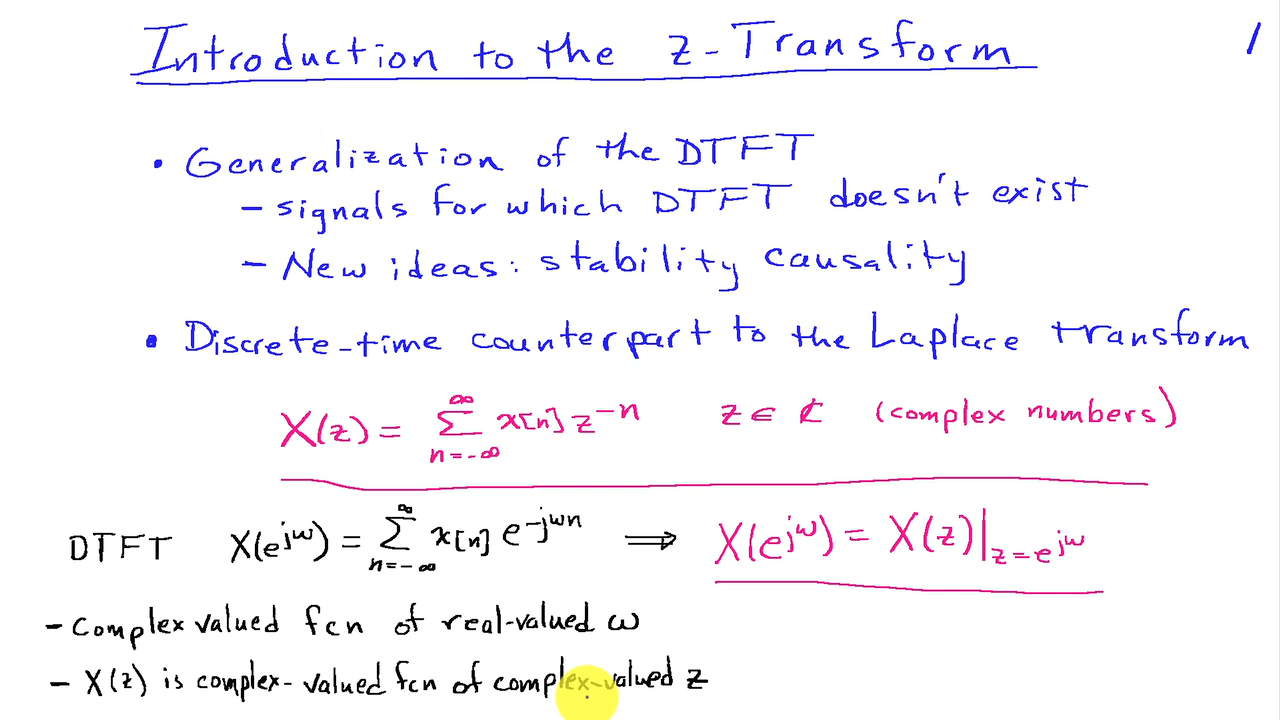 Introduction to the z-Transform 1
• Generalization of the DTFT
- signals for which DTFT doesn't exist
- New ideas: stability causality
• Discrete-time counterpart to the Laplace transform
X(z) = ∑_{n=-∞}^{∞} x[n] z^{-n} z ∈ ℂ (complex numbers)
DTFT X(e^{jω}) = ∑_{n=-∞}^{∞} x[n] e^{-jωn} ⟹ X(e^{jω}) = X(z)|_{z=e^{jω}}
- Complex valued fcn of real-valued ω
- X(z) is complex-valued fcn of complex-valued z